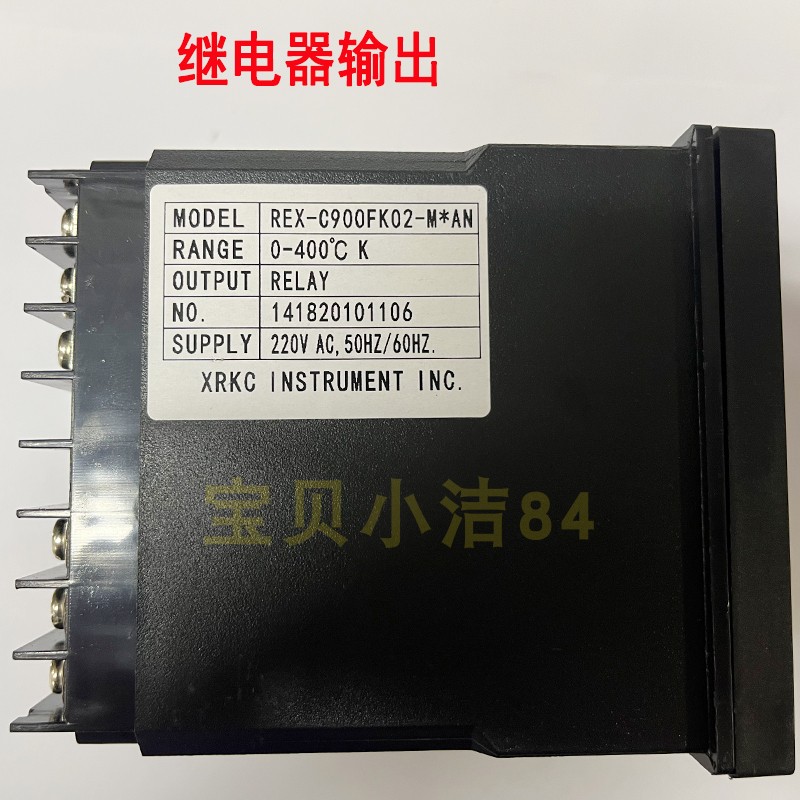 继电器输出
MODEL REX-C900FK02-M*AN
RANGE 0-400℃ K
OUTPUT RELAY
NO. 141820101106
SUPPLY 220V AC, 50HZ/60HZ.
XRKC INSTRUMENT INC.
宝贝小洁84